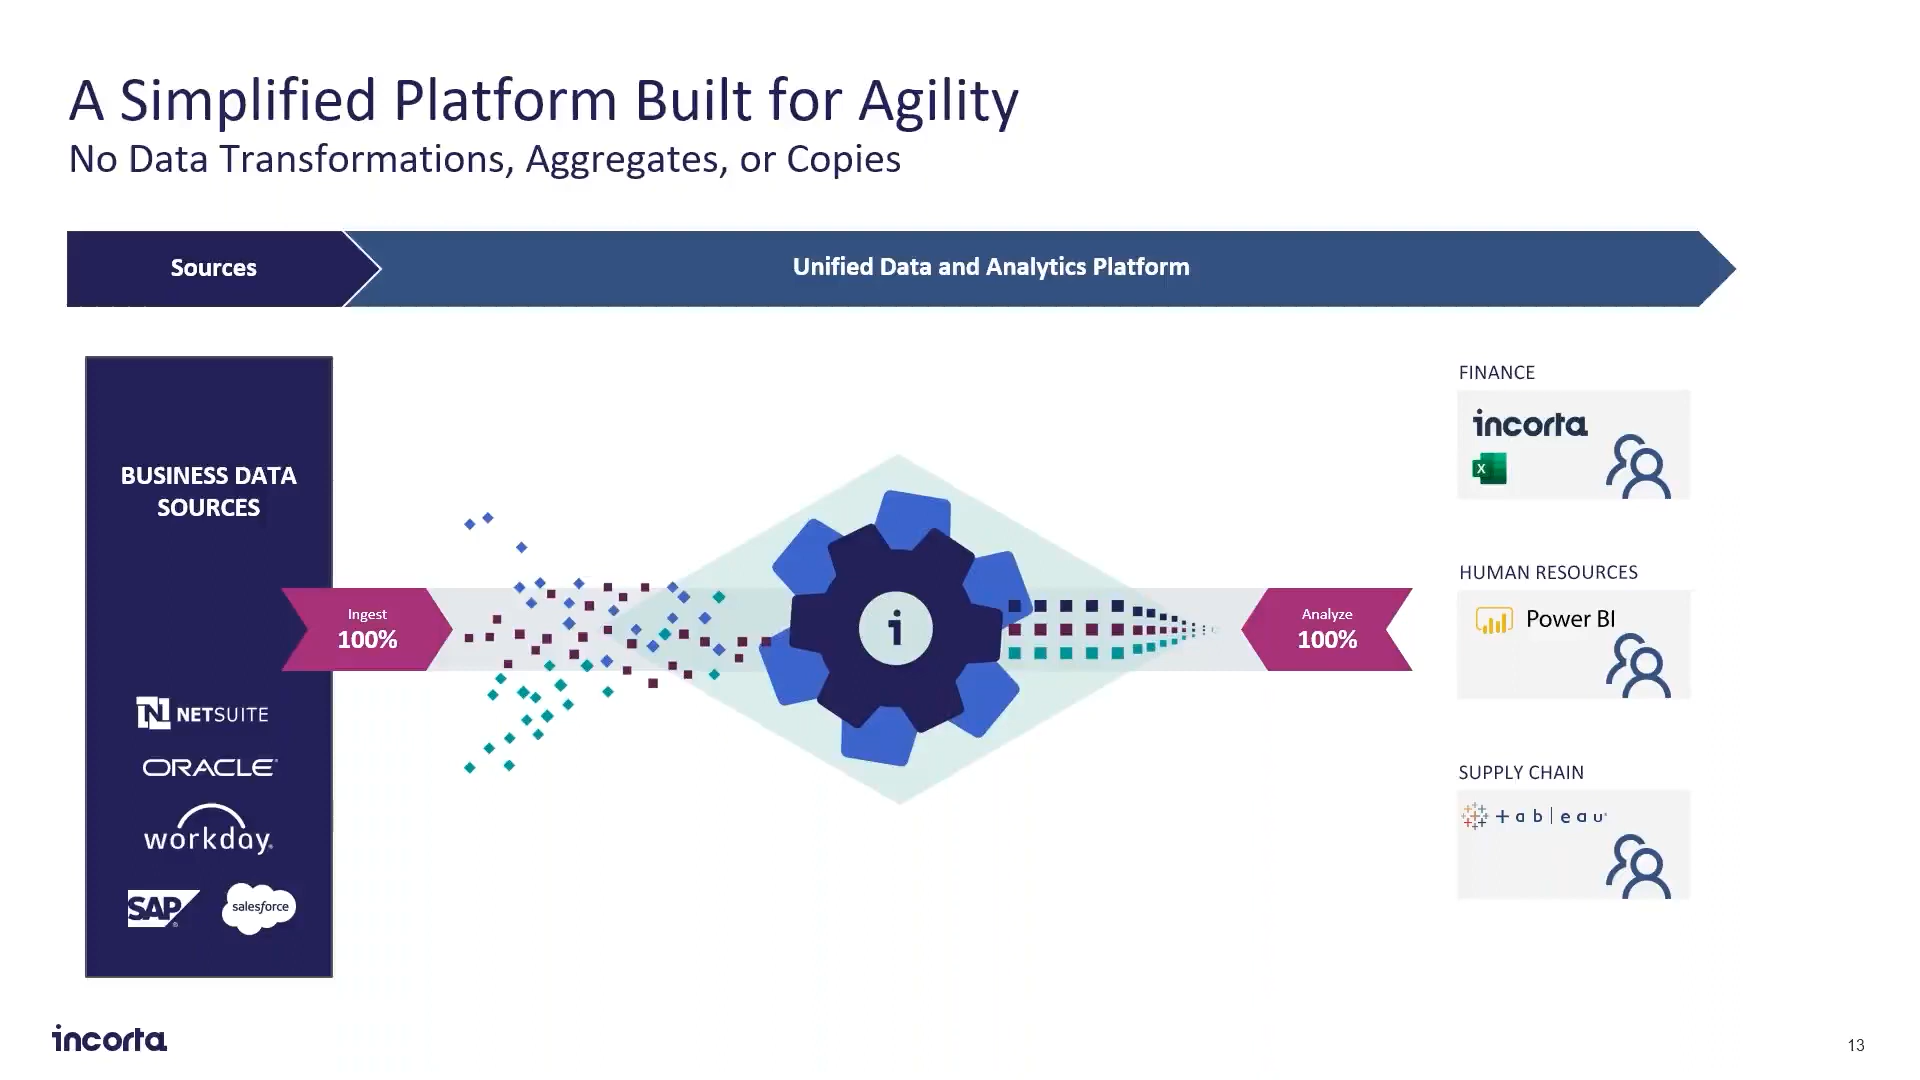 A Simplified Platform Built for Agility
No Data Transformations, Aggregates, or Copies
Sources
Unified Data and Analytics Platform
BUSINESS DATA
SOURCES
NETSUITE
ORACLE
workday.
SAP
salesforce
Ingest
100%
i
Analyze
100%
FINANCE
incorta
X
HUMAN RESOURCES
Power BI
SUPPLY CHAIN
tableau
incorta
13